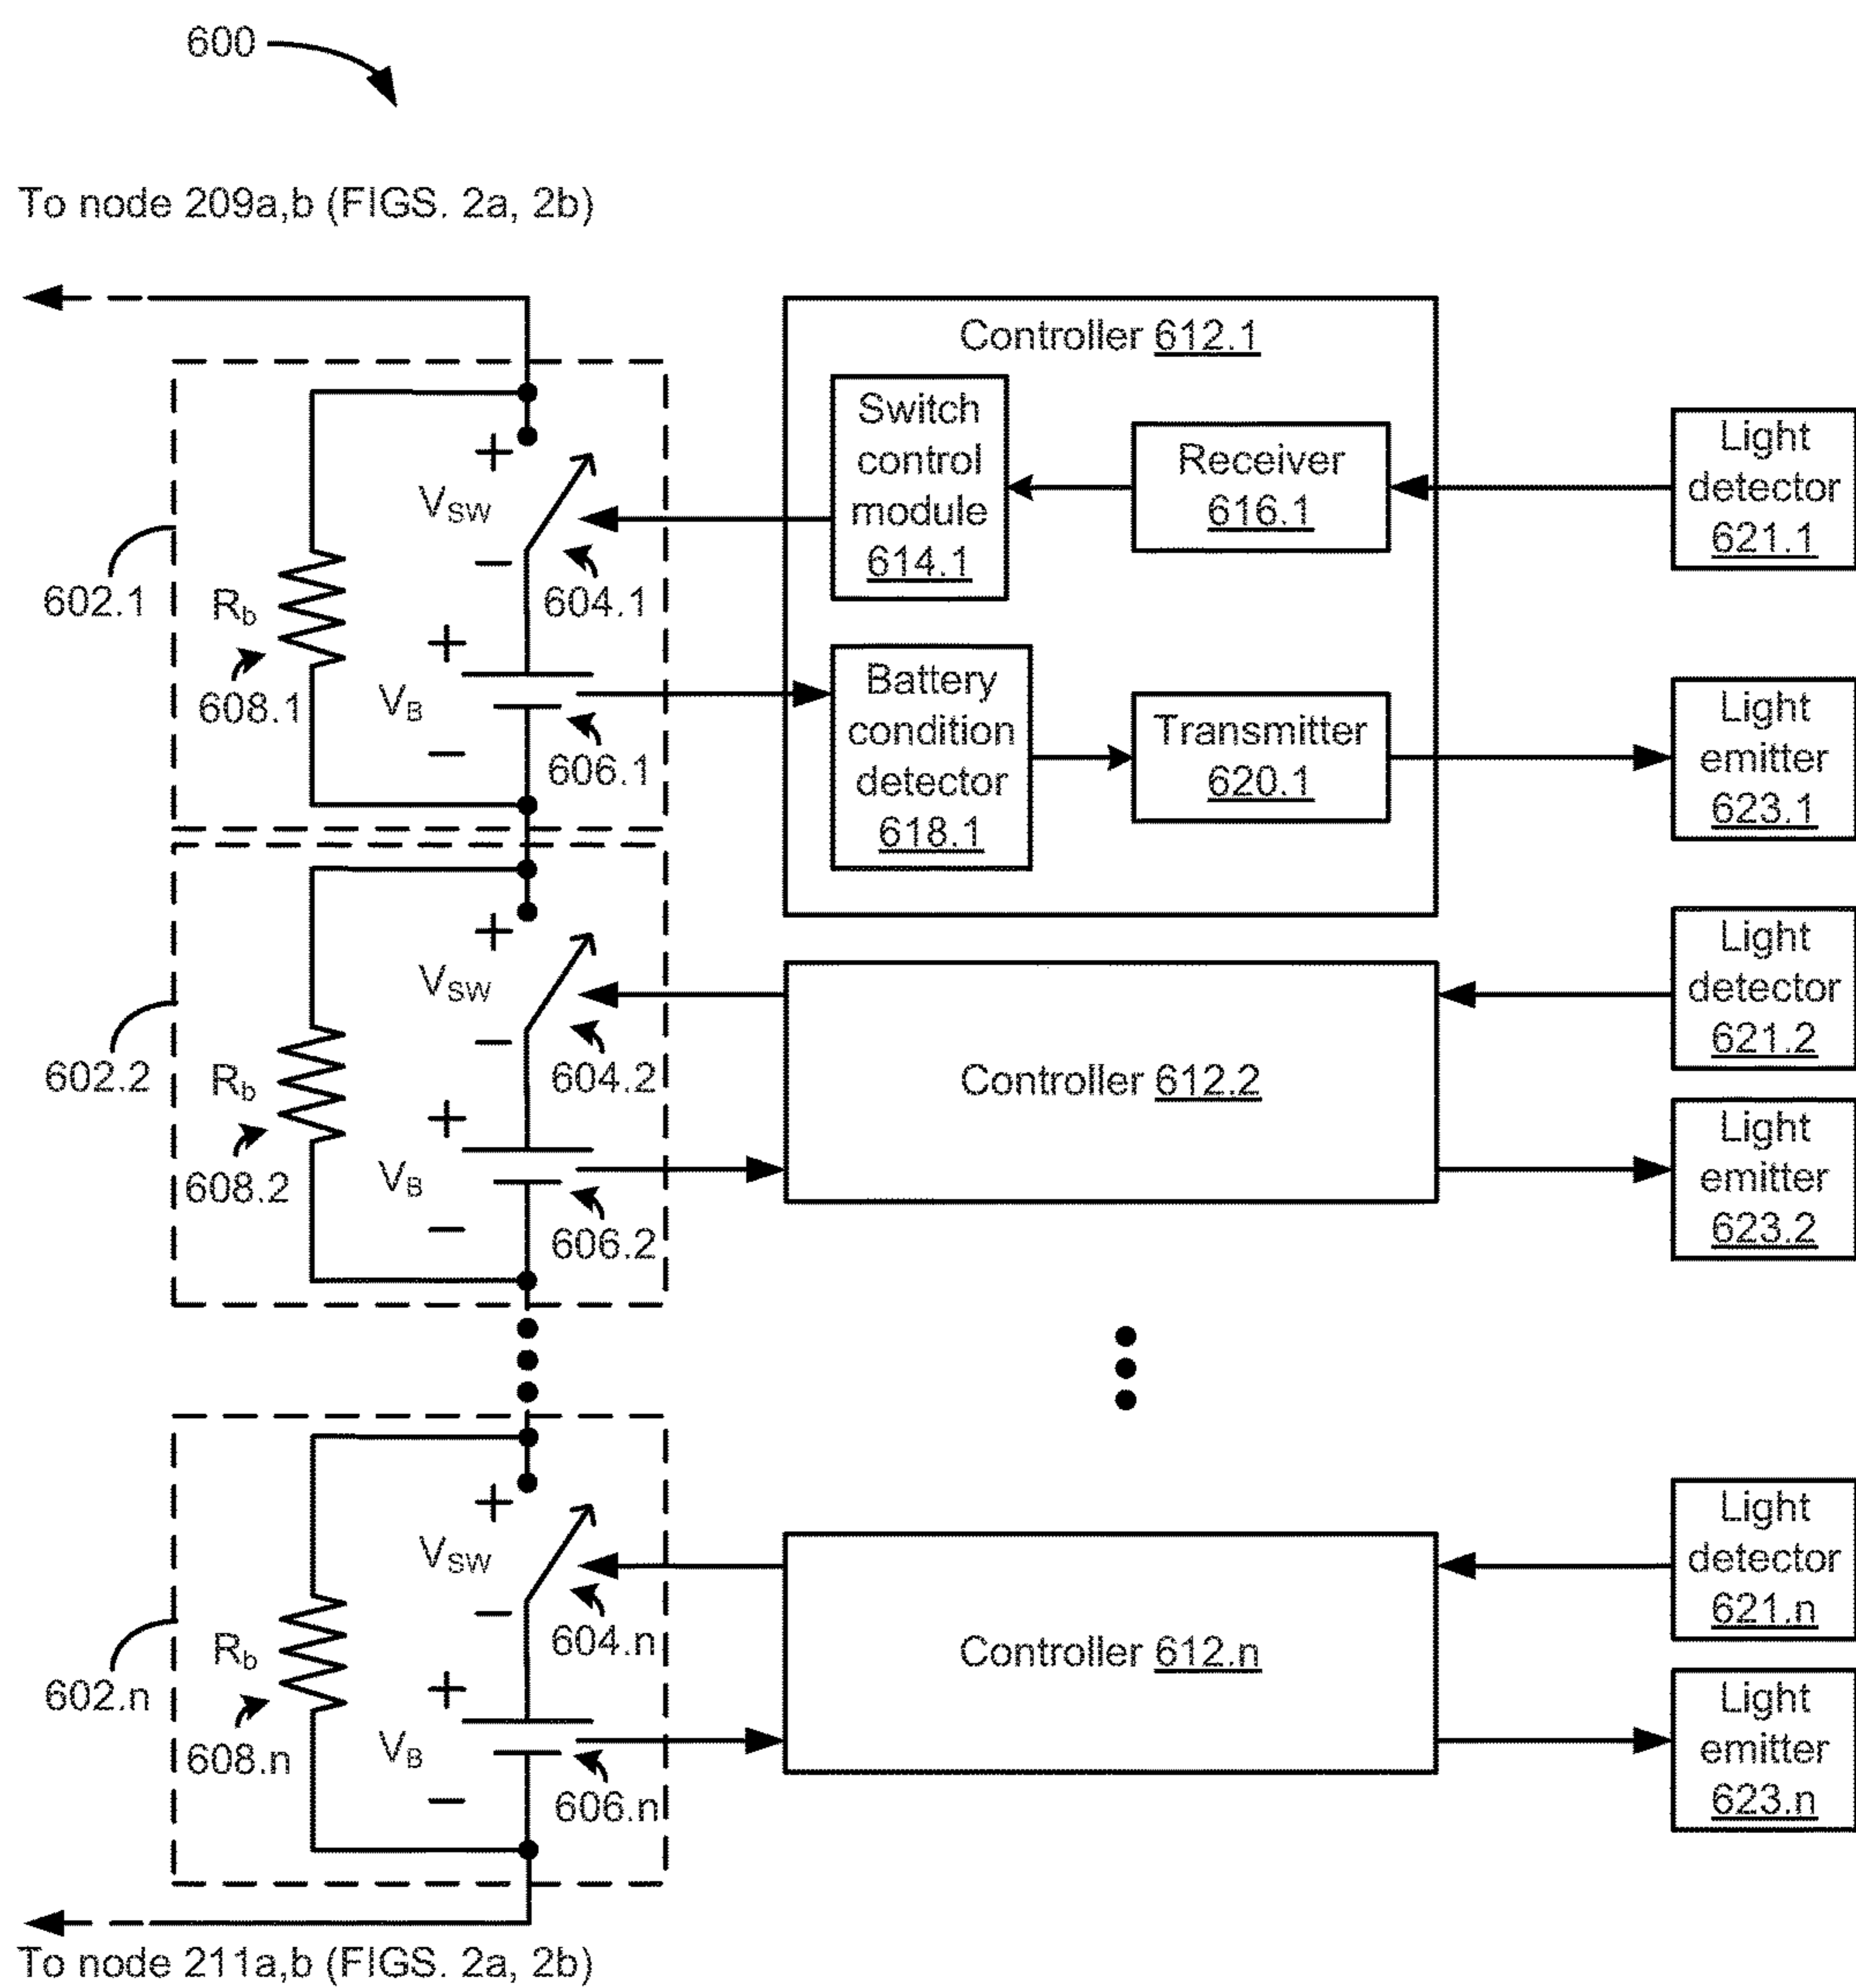 600
To node 209a,b (FIGS. 2a, 2b)
Controller 612.1
Switch
control
module
614.1
Receiver
616.1
Light
detector
621.1
+
VSW
−
604.1
602.1
Rb
608.1
+
VB
−
606.1
Battery
condition
detector
618.1
Transmitter
620.1
Light
emitter
623.1
+
VSW
−
604.2
602.2
Rb
608.2
+
VB
−
606.2
Controller 612.2
Light
detector
621.2
Light
emitter
623.2
+
VSW
−
604.n
602.n
Rb
608.n
+
VB
−
606.n
Controller 612.n
Light
detector
621.n
Light
emitter
623.n
To node 211a,b (FIGS. 2a, 2b)